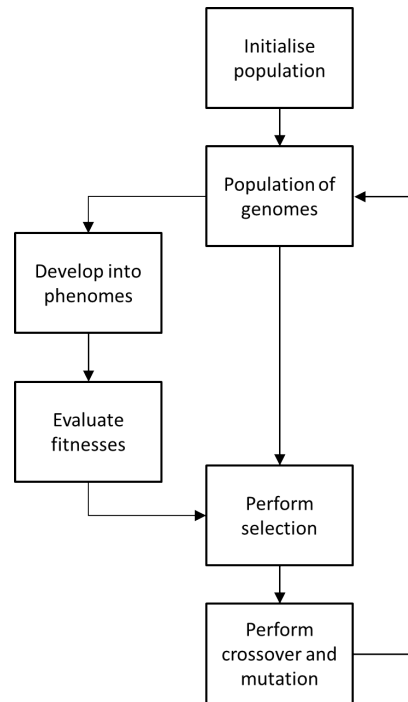 Initialise
population
Population of
genomes
Develop into
phenomes
Evaluate
fitnesses
Perform
selection
Perform
crossover and
mutation